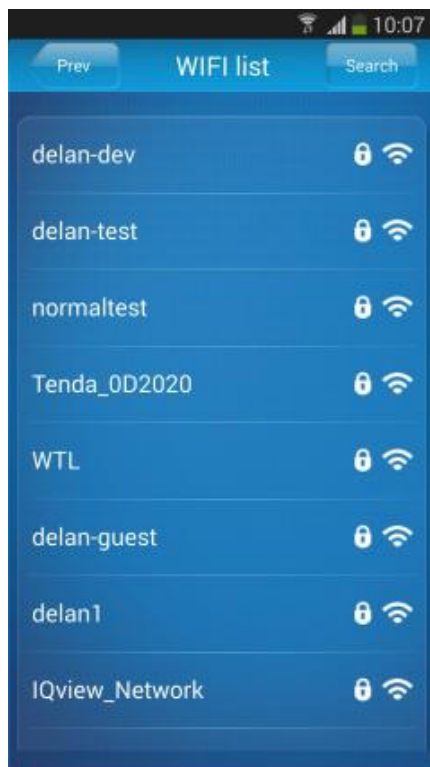 10:07
Prev WIFI list Search
delan-dev
delan-test
normaltest
Tenda_0D2020
WTL
delan-guest
delan1
IQview_Network